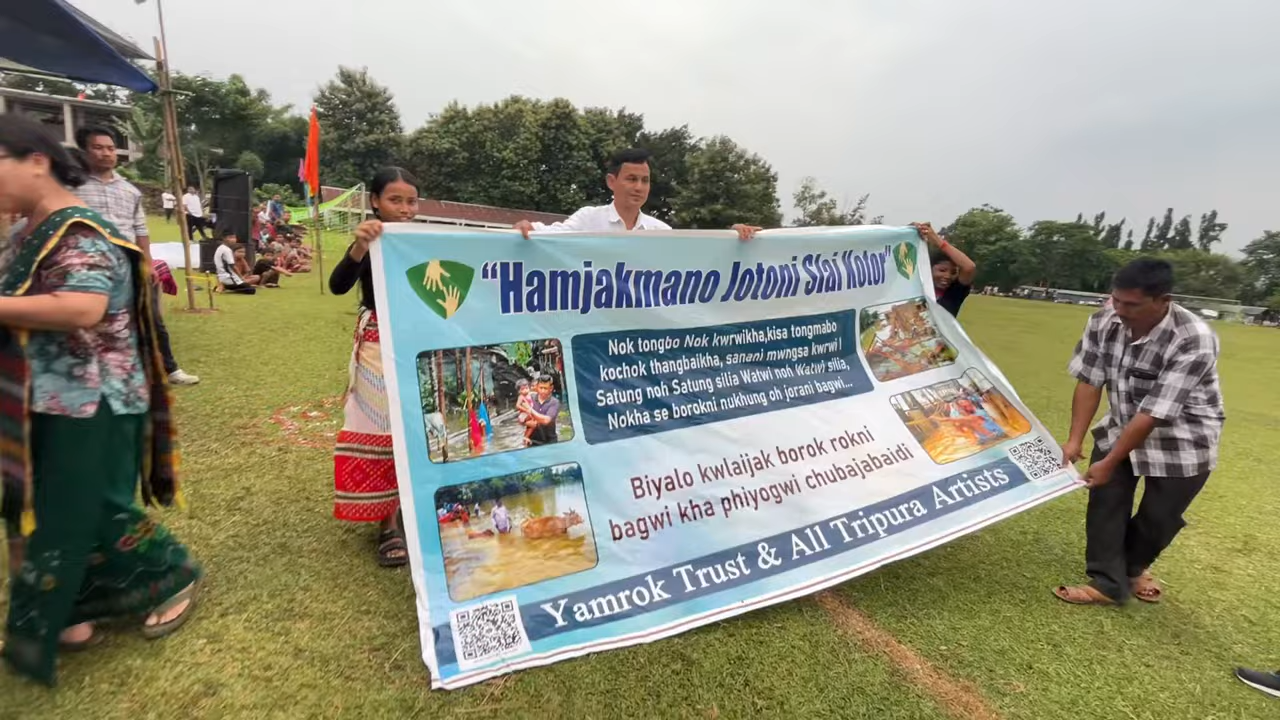 "Hamjakmano Jotoni Slai Kotor"
Nok tongbo Nok kwrwikha,kisa tongmabo
kochok thangbaikha, sanani mwngsa kwrwi !
Satung noh Satung silia Watwi noh Watwi silia,
Nokha se borokni nukhung oh jorani bagwi...
Biyalo kwlaijak borok rokni
bagwi kha phiyogwi chubajabaidi
Yamrok Trust & All Tripura Artists